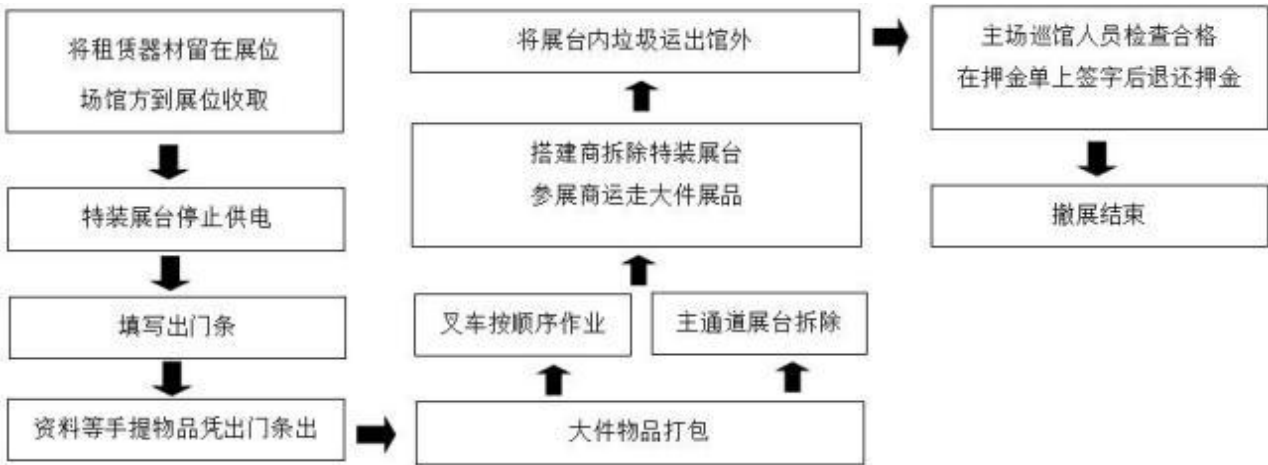 将租赁器材留在展位
场馆方到展位收取
特装展台停止供电
填写出门条
资料等手提物品凭出门条出
大件物品打包
叉车按顺序作业
主通道展台拆除
搭建商拆除特装展台
参展商运走大件展品
将展台内垃圾运出馆外
主场巡馆人员检查合格
在押金单上签字后退还押金
撤展结束